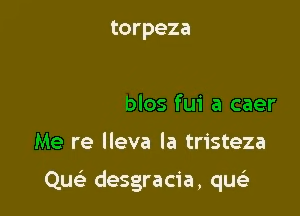 torpeza
blos fui a caer
Me re lleva la tristeza
Qué desgracia, qué